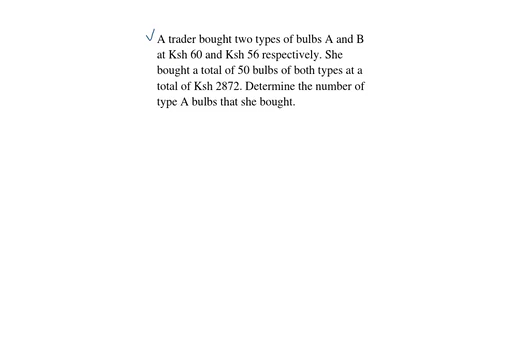 A trader bought two types of bulbs A and B
at Ksh 60 and Ksh 56 respectively. She
bought a total of 50 bulbs of both types at a
total of Ksh 2872. Determine the number of
type A bulbs that she bought.